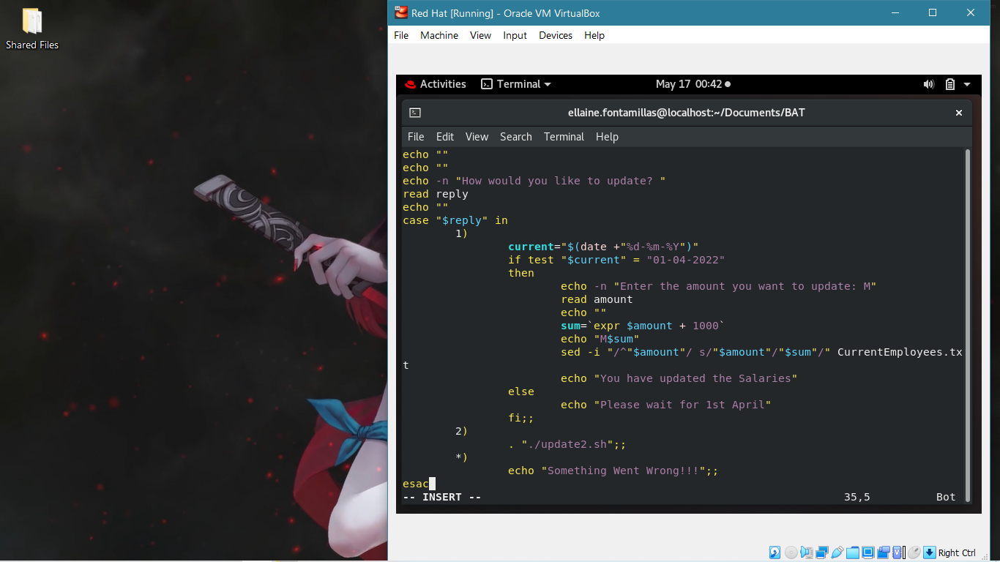 Shared Files
Red Hat [Running] - Oracle VM VirtualBox
File Machine View Input Devices Help
Activities Terminal May 17 00:42
ellaine.fontamillas@localhost:~/Documents/BAT
File Edit View Search Terminal Help
echo ""
echo ""
echo -n "How would you like to update? "
read reply
echo ""
case "$reply" in
1)
current="$(date +"%d-%m-%Y")"
if test "$current" = "01-04-2022"
then
echo -n "Enter the amount you want to update: M"
read amount
echo ""
sum=`expr $amount + 1000`
echo "M$sum"
sed -i "/^"$amount"/ s/"$amount"/"$sum"/" CurrentEmployees.tx
t
echo "You have updated the Salaries"
else
echo "Please wait for 1st April"
fi;;
2)
. "./update2.sh";;
*)
echo "Something Went Wrong!!!";;
esac
-- INSERT -- 35,5 Bot
Right Ctrl